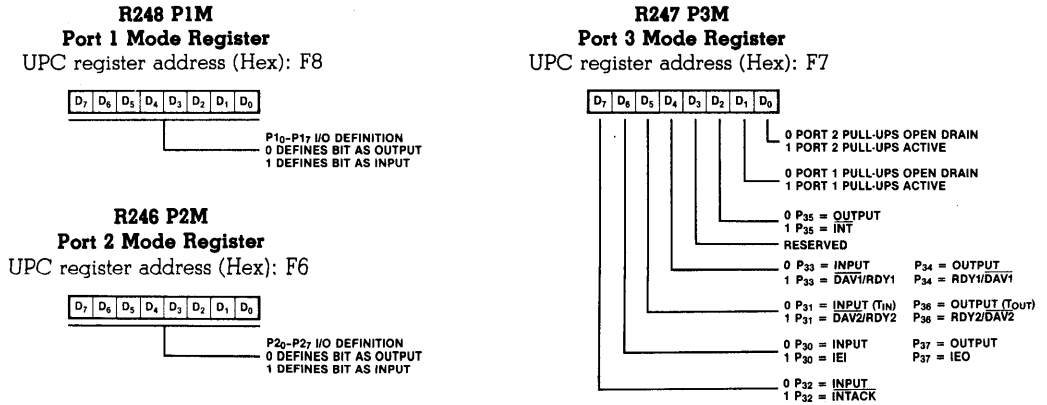 R248 P1M
Port 1 Mode Register
UPC register address (Hex): F8
D7 D6 D5 D4 D3 D2 D1 D0
P10-P17 I/O DEFINITION
0 DEFINES BIT AS OUTPUT
1 DEFINES BIT AS INPUT
R246 P2M
Port 2 Mode Register
UPC register address (Hex): F6
D7 D6 D5 D4 D3 D2 D1 D0
P20-P27 I/O DEFINITION
0 DEFINES BIT AS OUTPUT
1 DEFINES BIT AS INPUT
R247 P3M
Port 3 Mode Register
UPC register address (Hex): F7
D7 D6 D5 D4 D3 D2 D1 D0
0 PORT 2 PULL-UPS OPEN DRAIN
1 PORT 2 PULL-UPS ACTIVE
0 PORT 1 PULL-UPS OPEN DRAIN
1 PORT 1 PULL-UPS ACTIVE
0 P35 = OUTPUT
1 P35 = I̅N̅T̅
RESERVED
0 P33 = INPUT P34 = OUTPUT
1 P33 = D̅A̅V̅1̅/RDY1 P34 = RDY1/D̅A̅V̅1̅
0 P31 = INPUT (TIN) P36 = OUTPUT (TOUT)
1 P31 = D̅A̅V̅2̅/RDY2 P36 = RDY2/D̅A̅V̅2̅
0 P30 = INPUT P37 = OUTPUT
1 P30 = IEI P37 = IEO
0 P32 = INPUT
1 P32 = I̅N̅T̅A̅C̅K̅